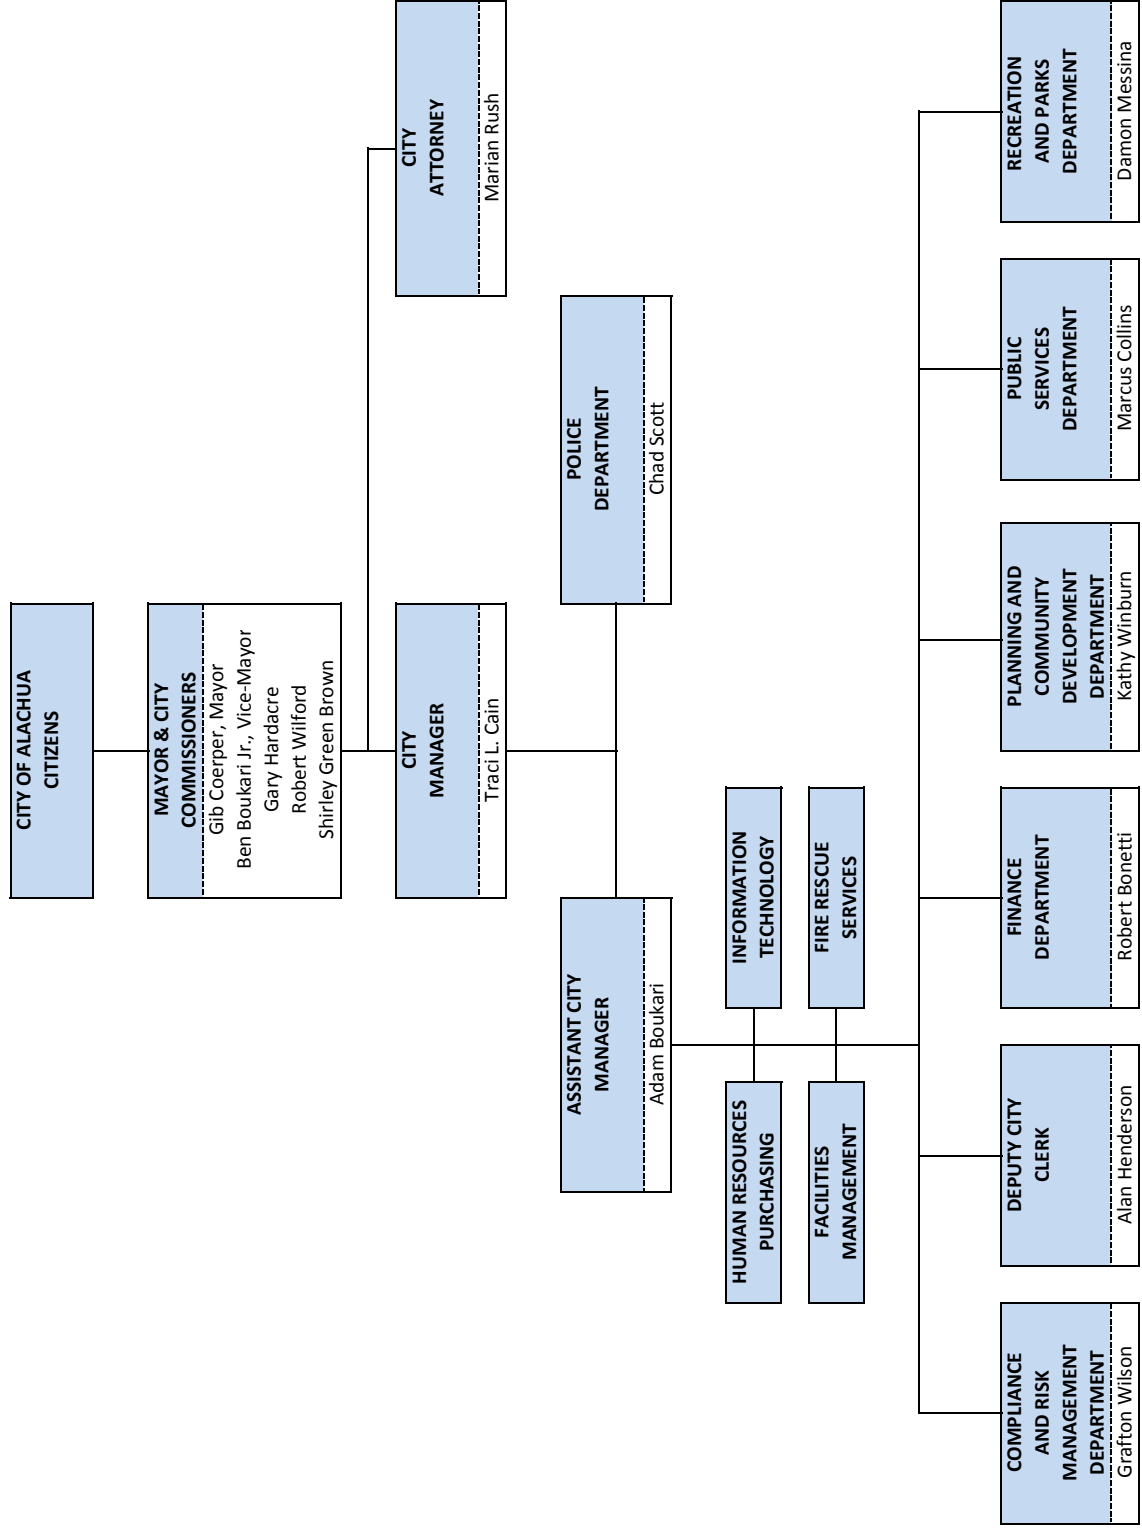 CITY OF ALACHUA
CITIZENS
MAYOR & CITY
COMMISSIONERS
Gib Coerper, Mayor
Ben Boukari Jr., Vice-Mayor
Gary Hardacre
Robert Wilford
Shirley Green Brown
CITY
MANAGER
Traci L. Cain
CITY
ATTORNEY
Marian Rush
ASSISTANT CITY
MANAGER
Adam Boukari
POLICE
DEPARTMENT
Chad Scott
HUMAN RESOURCES
PURCHASING
INFORMATION
TECHNOLOGY
FACILITIES
MANAGEMENT
FIRE RESCUE
SERVICES
COMPLIANCE
AND RISK
MANAGEMENT
DEPARTMENT
Grafton Wilson
DEPUTY CITY
CLERK
Alan Henderson
FINANCE
DEPARTMENT
Robert Bonetti
PLANNING AND
COMMUNITY
DEVELOPMENT
DEPARTMENT
Kathy Winburn
PUBLIC
SERVICES
DEPARTMENT
Marcus Collins
RECREATION
AND PARKS
DEPARTMENT
Damon Messina